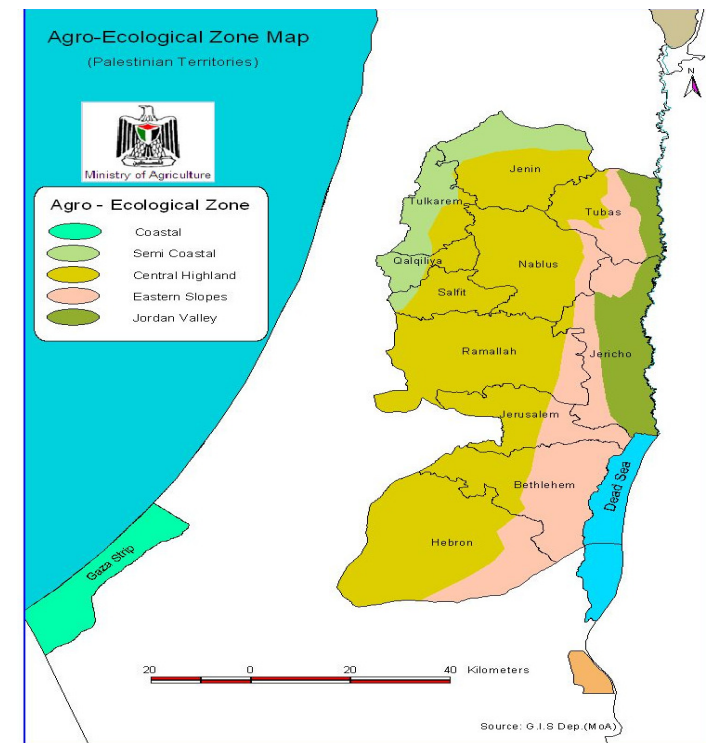 Agro-Ecological Zone Map
(Palestinian Territories)
N
Ministry of Agriculture
Agro - Ecological Zone
Coastal
Semi Coastal
Central Highland
Eastern Slopes
Jordan Valley
Jenin
Tulkarem
Tubas
Qalqiliya
Nablus
Salfit
Ramallah
Jericho
Jerusalem
Bethlehem
Dead Sea
Hebron
Gaza Strip
20 0 20 40 Kilometers
Source: G.I.S Dep.(MoA)